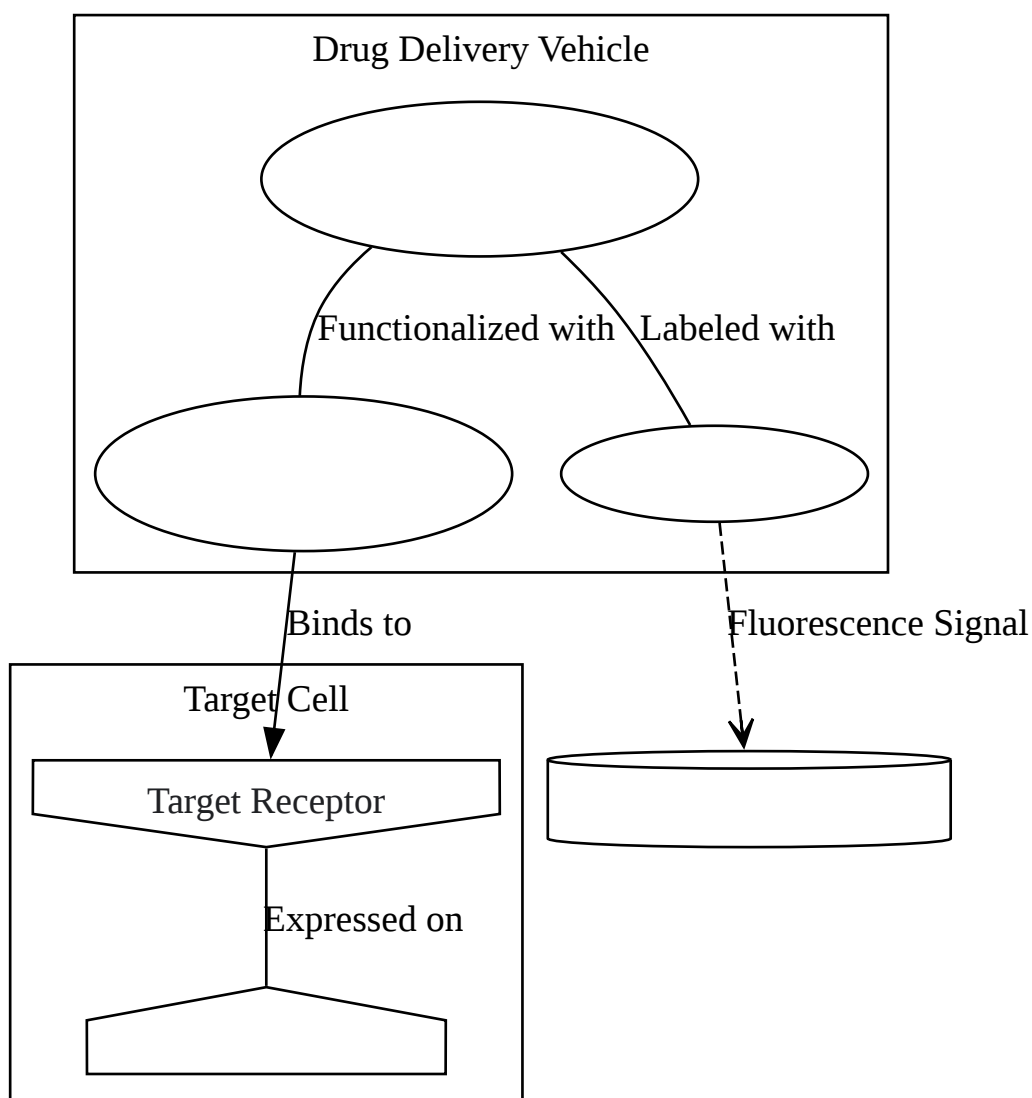 Drug Delivery Vehicle
Functionalized with
Labeled with
Binds to
Fluorescence Signal
Target Cell
Target Receptor
Expressed on